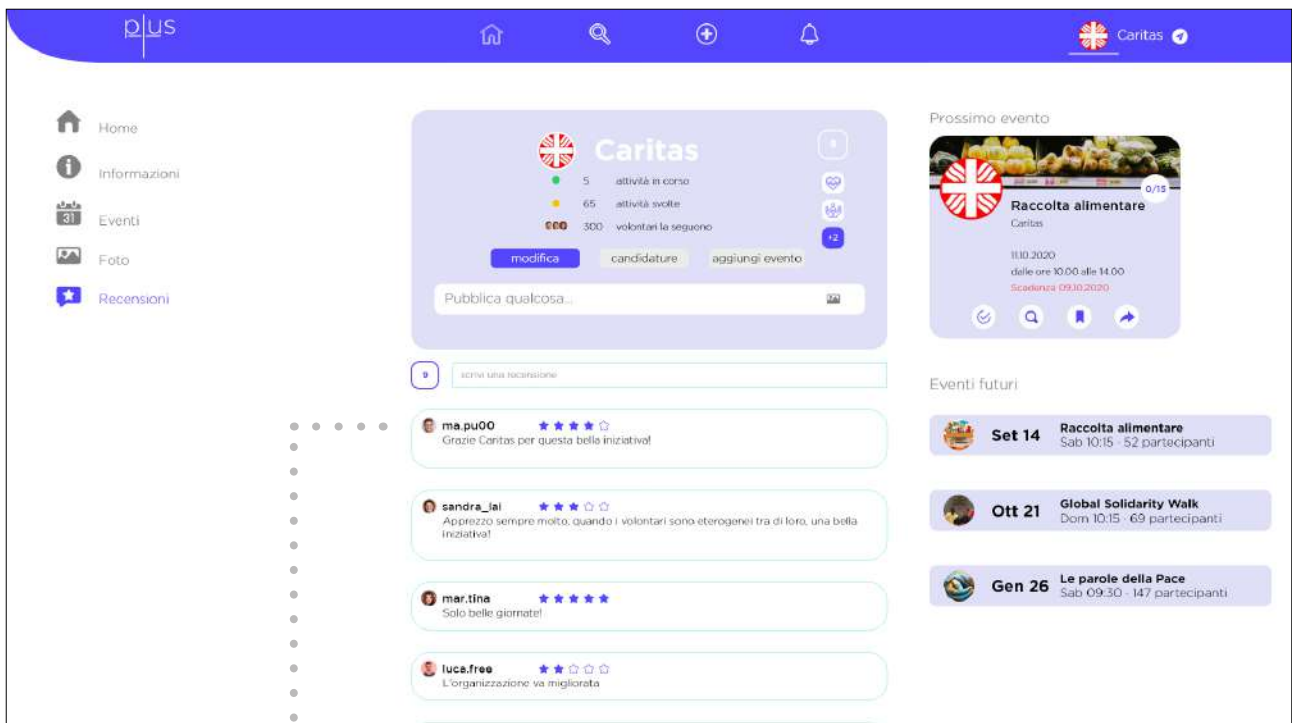 plus
Caritas
Home
Informazioni
31
Eventi
Foto
Recensioni
Caritas
5 attività in corso
65 attività svolte
300 volontari la seguono
+2
modifica candidature aggiungi evento
Pubblica qualcosa...
9 scrivi una recensione
ma.pu00
Grazie Caritas per questa bella iniziativa!
sandra_lai
Apprezzo sempre molto, quando i volontari sono eterogenei tra di loro, una bella
iniziativa!
mar.tina
Solo belle giornate!
luca.free
L'organizzazione va migliorata
Prossimo evento
0/15
Raccolta alimentare
Caritas
11.10.2020
dalle ore 10.00 alle 14.00
Scadenza 09.10.2020
Eventi futuri
Set 14
Raccolta alimentare
Sab 10:15 · 52 partecipanti
Ott 21
Global Solidarity Walk
Dom 10:15 · 69 partecipanti
Gen 26
Le parole della Pace
Sab 09:30 · 147 partecipanti